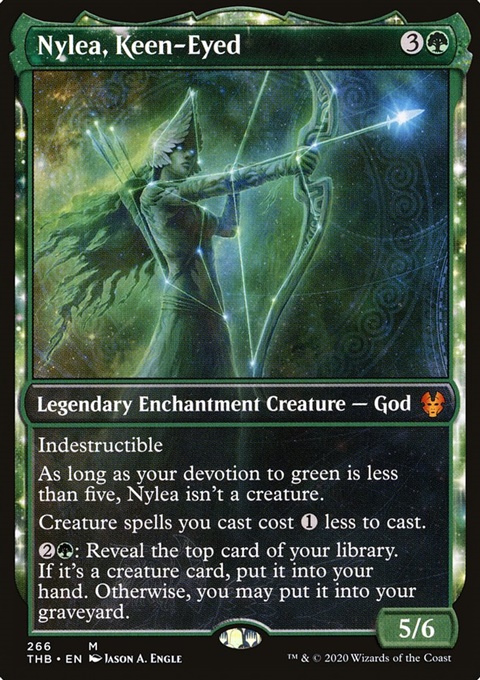 Nylea, Keen-Eyed 3
Legendary Enchantment Creature — God
Indestructible
As long as your devotion to green is less
than five, Nylea isn't a creature.
Creature spells you cast cost 1 less to cast.
2: Reveal the top card of your library.
If it's a creature card, put it into your
hand. Otherwise, you may put it into your
graveyard.
5/6
266 M
THB • EN Jason A. Engle
™ & © 2020 Wizards of the Coast